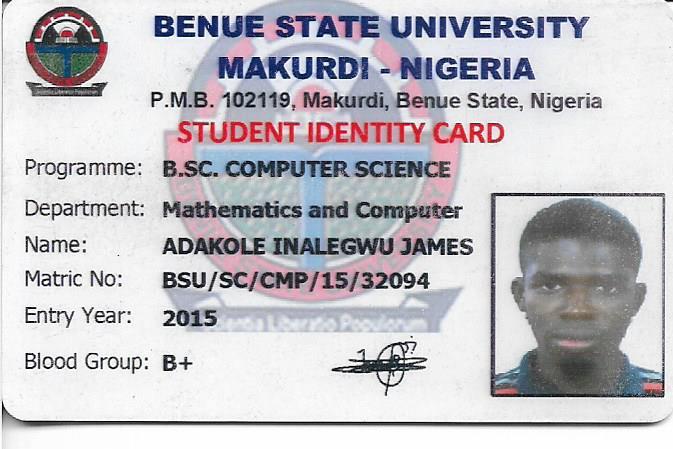 BENUE STATE UNIVERSITY
MAKURDI - NIGERIA
P.M.B. 102119, Makurdi, Benue State, Nigeria
STUDENT IDENTITY CARD
Programme: B.SC. COMPUTER SCIENCE
Department: Mathematics and Computer
Name: ADAKOLE INALEGWU JAMES
Matric No: BSU/SC/CMP/15/32094
Entry Year: 2015
Blood Group: B+